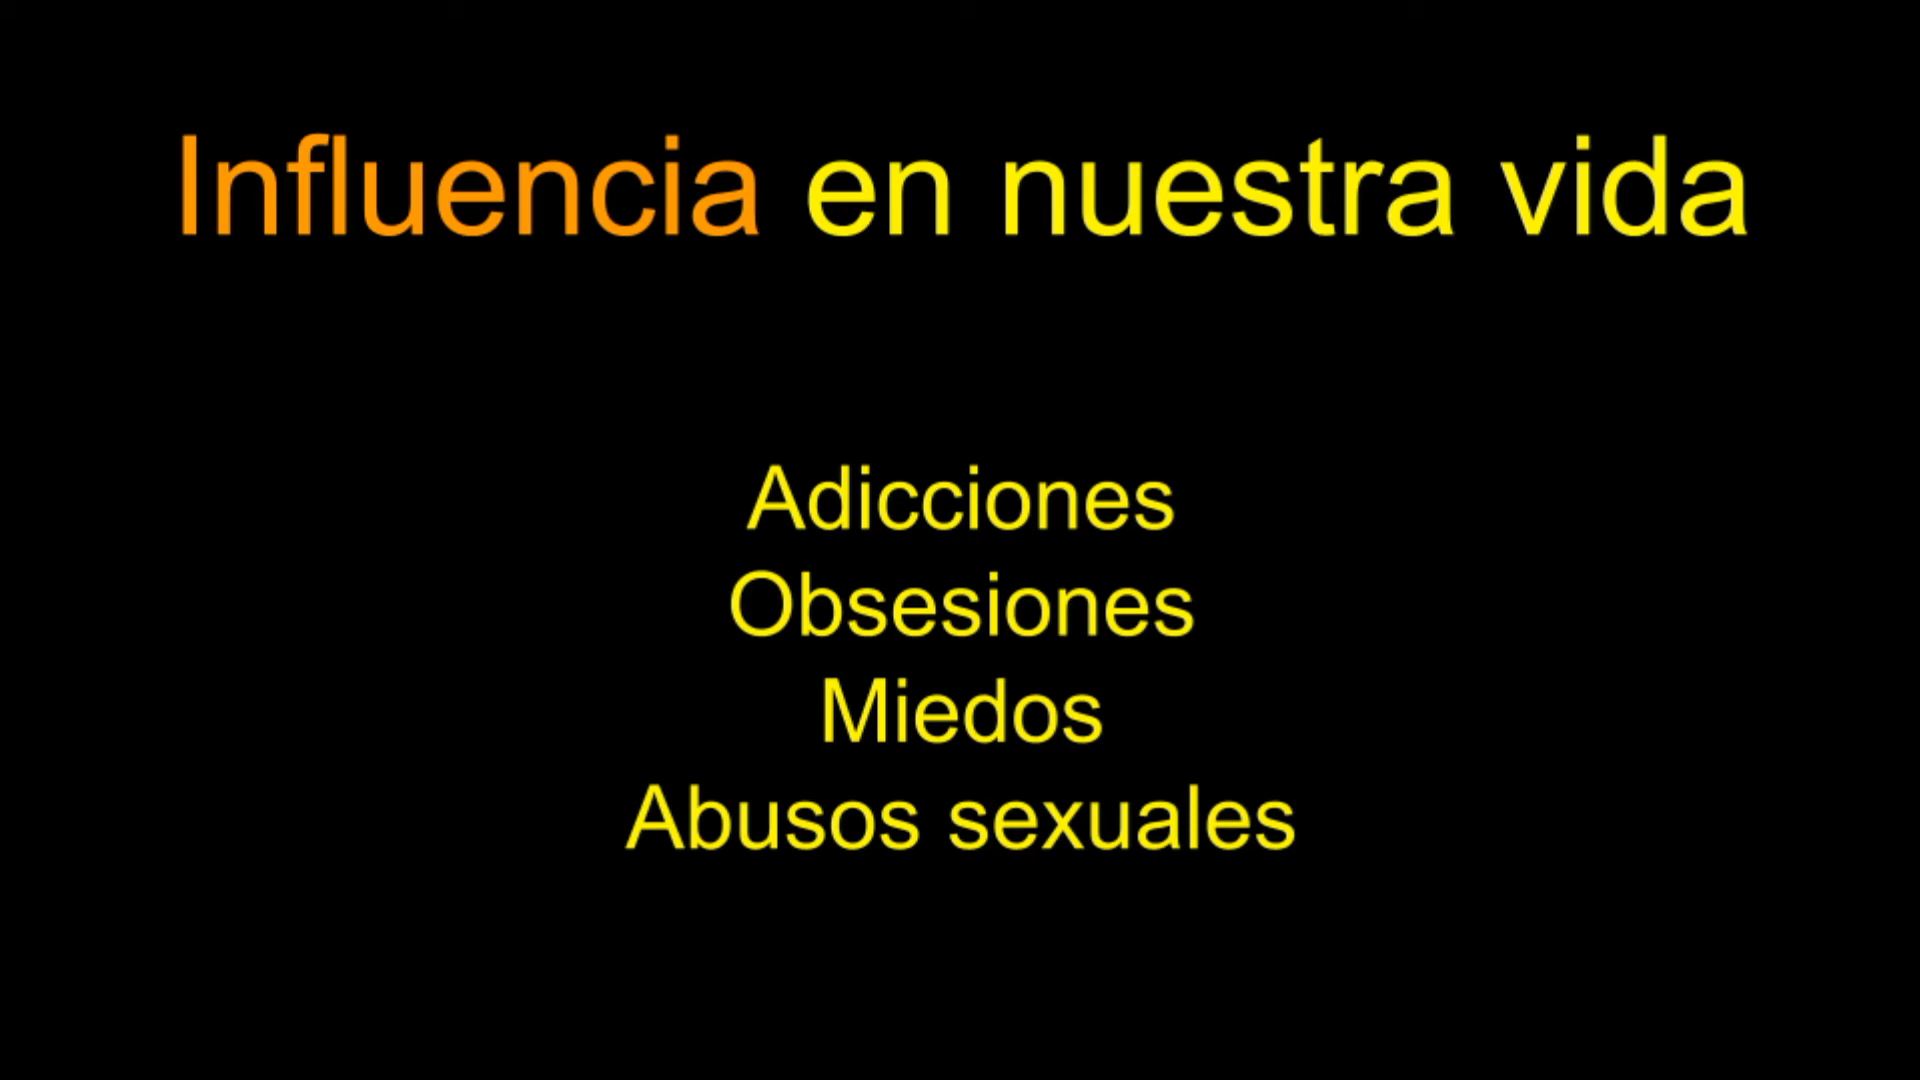 Influencia en nuestra vida
Adicciones
Obsesiones
Miedos
Abusos sexuales